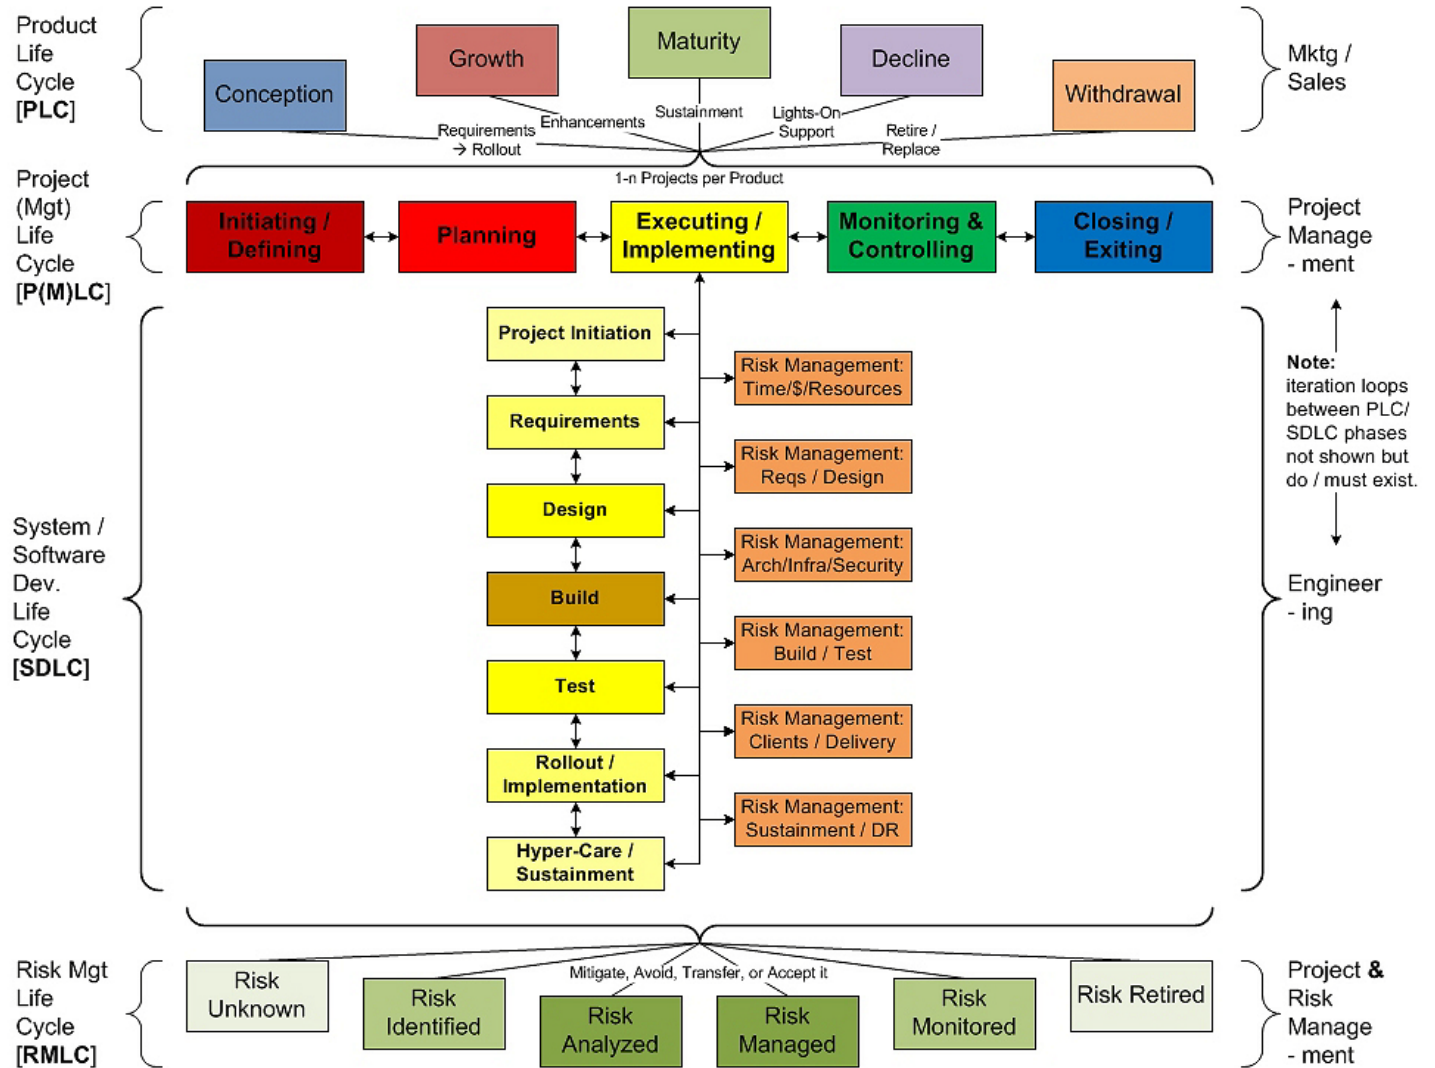 Product
Life
Cycle
[PLC]
Conception
Growth
Maturity
Decline
Withdrawal
Mktg /
Sales
Requirements
→ Rollout
Enhancements
Sustainment
Lights-On
Support
Retire /
Replace
1-n Projects per Product
Project
(Mgt)
Life
Cycle
[P(M)LC]
Initiating /
Defining
Planning
Executing /
Implementing
Monitoring &
Controlling
Closing /
Exiting
Project
Manage
- ment
System /
Software
Dev.
Life
Cycle
[SDLC]
Project Initiation
Requirements
Design
Build
Test
Rollout /
Implementation
Hyper-Care /
Sustainment
Risk Management:
Time/$/Resources
Risk Management:
Reqs / Design
Risk Management:
Arch/Infra/Security
Risk Management:
Build / Test
Risk Management:
Clients / Delivery
Risk Management:
Sustainment / DR
Note:
iteration loops
between PLC/
SDLC phases
not shown but
do / must exist.
Engineer
- ing
Risk Mgt
Life
Cycle
[RMLC]
Mitigate, Avoid, Transfer, or Accept it
Risk
Unknown
Risk
Identified
Risk
Analyzed
Risk
Managed
Risk
Monitored
Risk Retired
Project &
Risk
Manage
- ment